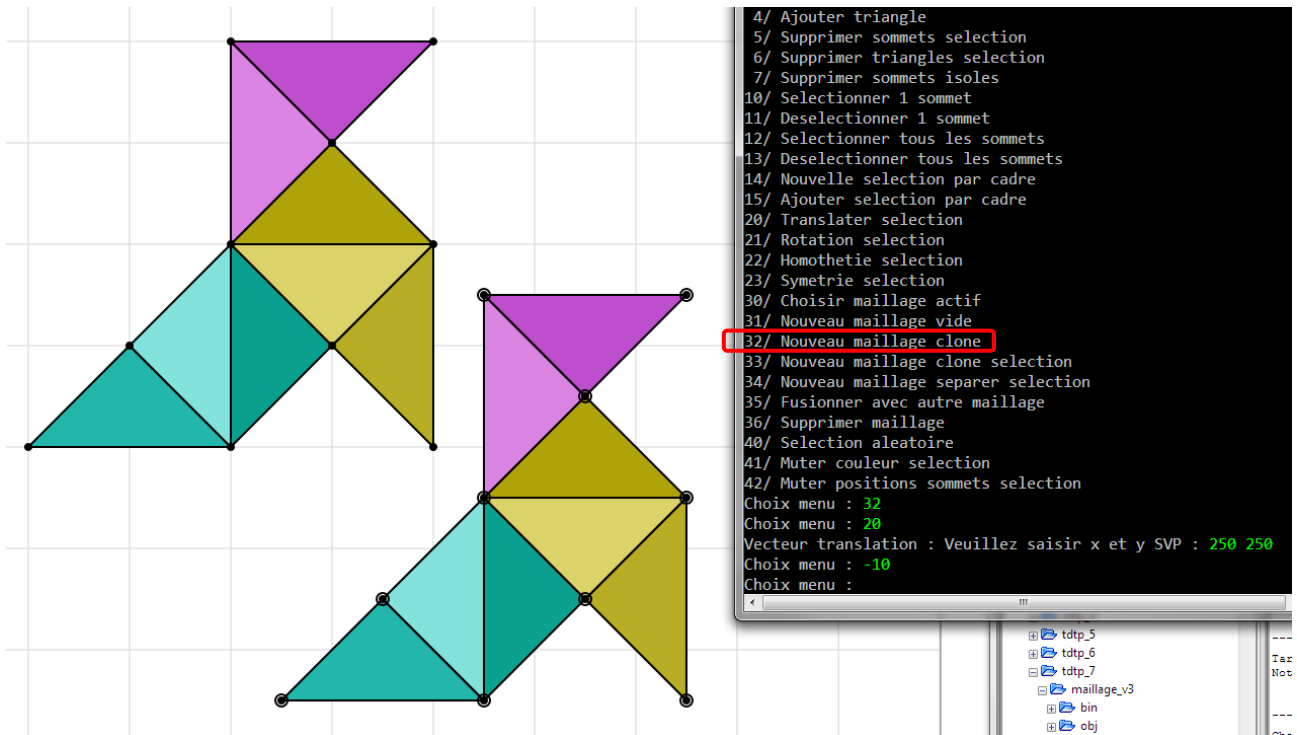 4/ Ajouter triangle
5/ Supprimer sommets selection
6/ Supprimer triangles selection
7/ Supprimer sommets isoles
10/ Selectionner 1 sommet
11/ Deselectionner 1 sommet
12/ Selectionner tous les sommets
13/ Deselectionner tous les sommets
14/ Nouvelle selection par cadre
15/ Ajouter selection par cadre
20/ Translater selection
21/ Rotation selection
22/ Homothetie selection
23/ Symetrie selection
30/ Choisir maillage actif
31/ Nouveau maillage vide
32/ Nouveau maillage clone
33/ Nouveau maillage clone selection
34/ Nouveau maillage separer selection
35/ Fusionner avec autre maillage
36/ Supprimer maillage
40/ Selection aleatoire
41/ Muter couleur selection
42/ Muter positions sommets selection
Choix menu : 32
Choix menu : 20
Vecteur translation : Veuillez saisir x et y SVP : 250 250
Choix menu : -10
Choix menu :
tdtp_5
tdtp_6
tdtp_7
maillage_v3
bin
obj
Tar
Not